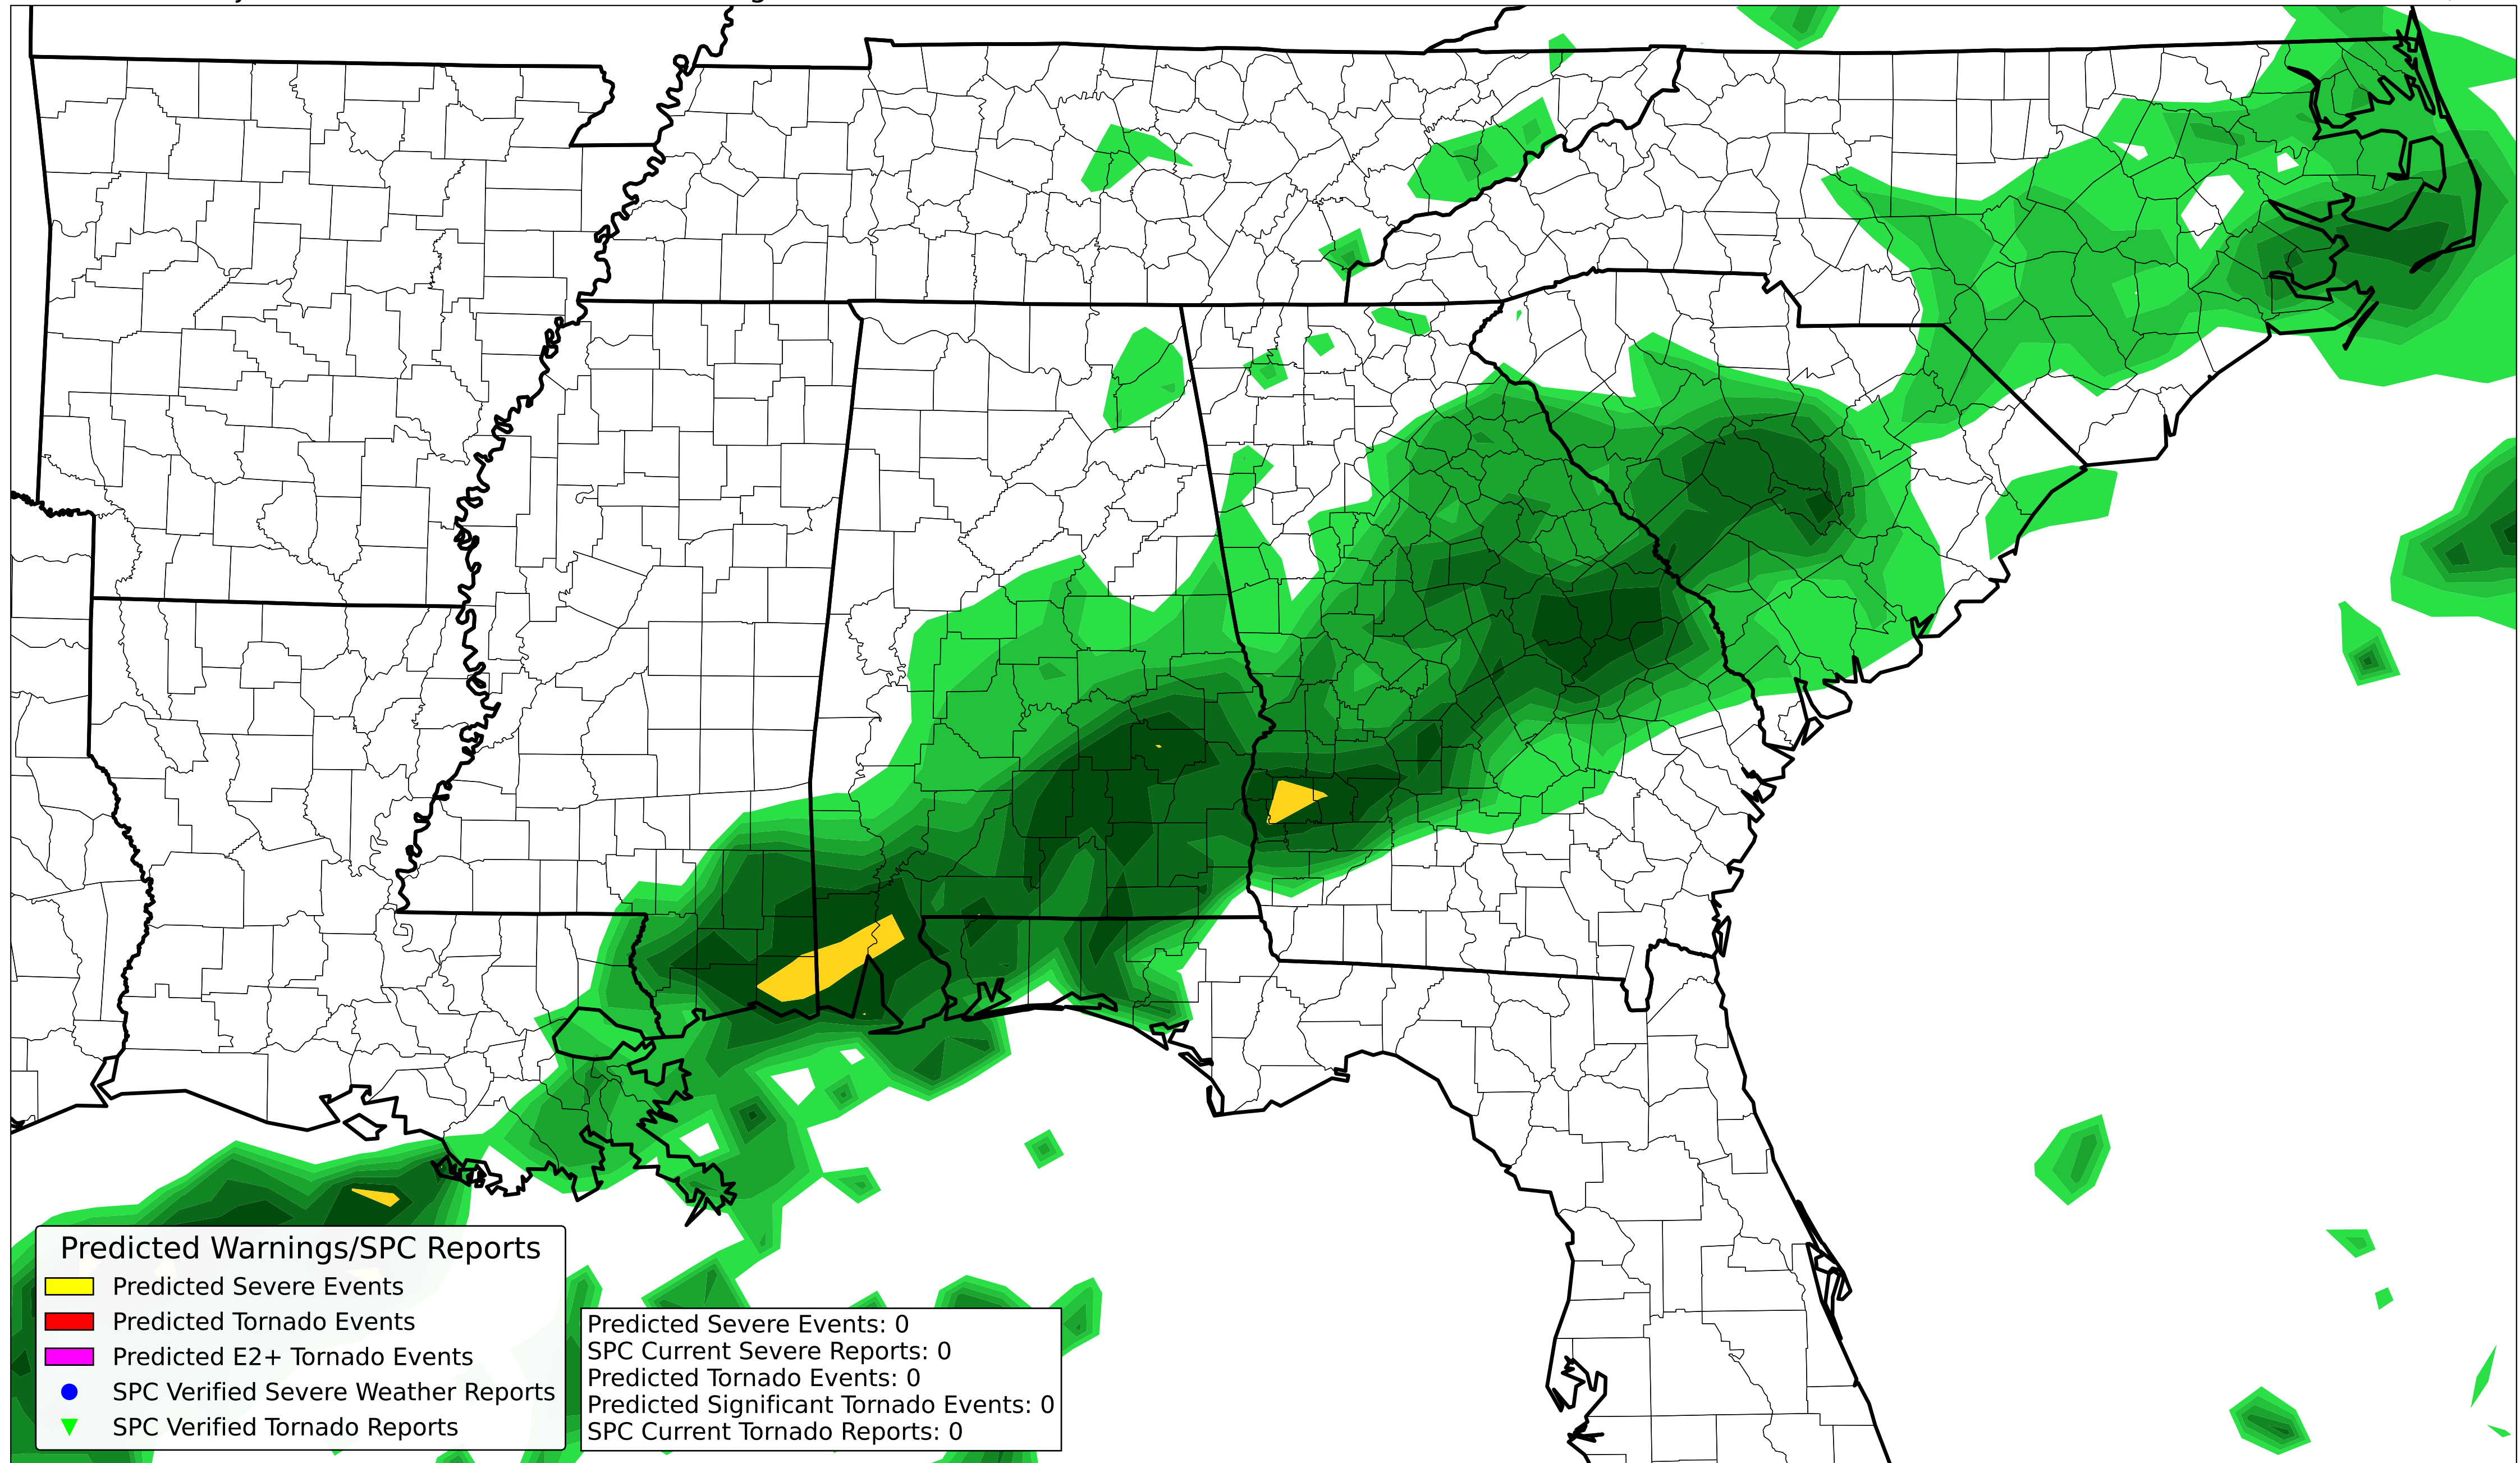 Predicted Warnings/SPC Reports
Predicted Severe Events
Predicted Tornado Events
Predicted E2+ Tornado Events
SPC Verified Severe Weather Reports
SPC Verified Tornado Reports
Predicted Severe Events: 0
SPC Current Severe Reports: 0
Predicted Tornado Events: 0
Predicted Significant Tornado Events: 0
SPC Current Tornado Reports: 0